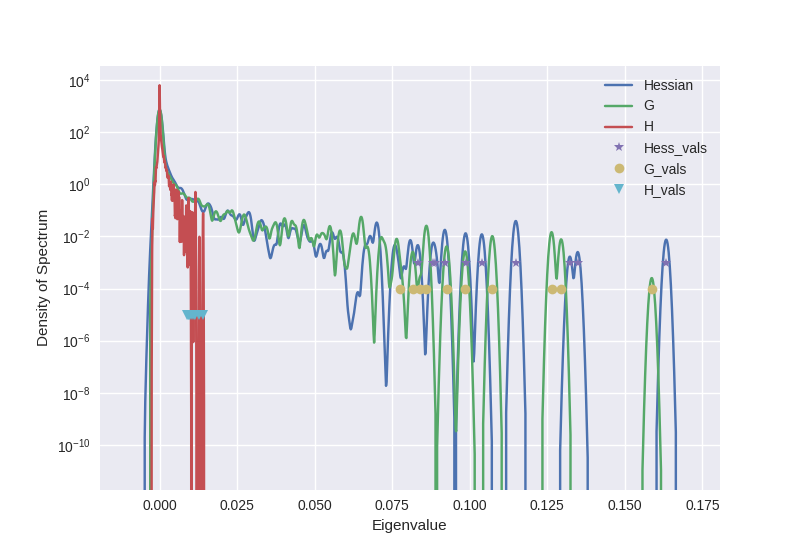 10^4
10^2
10^0
10^−2
10^−4
10^−6
10^−8
10^−10
Density of Spectrum
Hessian
G
H
Hess_vals
G_vals
H_vals
0.000 0.025 0.050 0.075 0.100 0.125 0.150 0.175
Eigenvalue